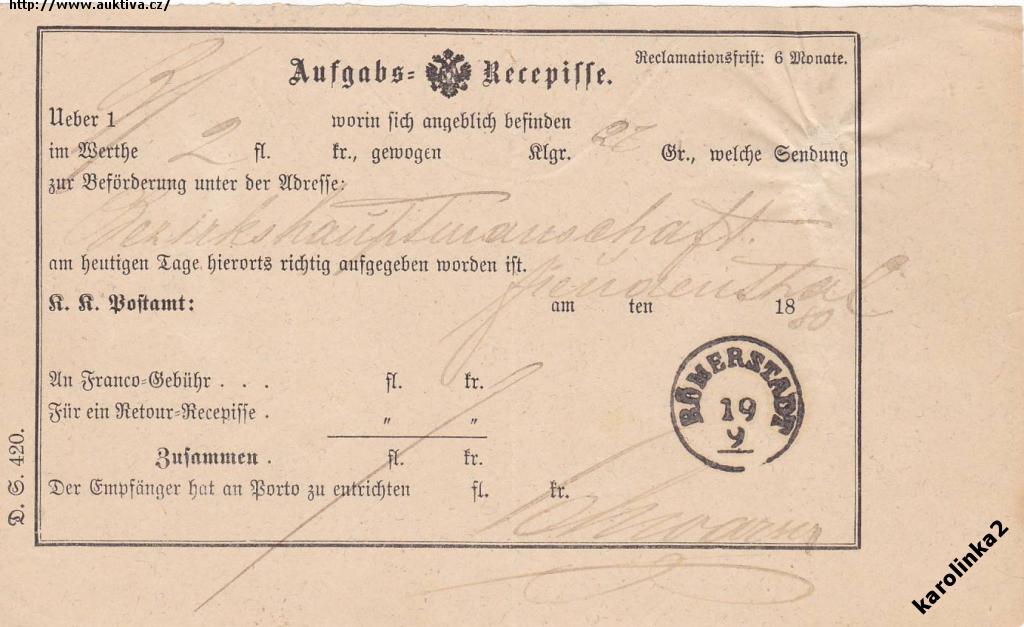 http://www.auktiva.cz/
Aufgabs- Recepisse.
Reclamationsfrist: 6 Monate.
Ueber 1 worin sich angeblich befinden
im Werthe 2 fl. kr., gewogen Klgr. Gr., welche Sendung
zur Beförderung unter der Adresse:
Bezirkshauptmanschaft.
am heutigen Tage hierorts richtig aufgegeben worden ist.
Freudenthal
K. K. Postamt: am ten 18 80
RÖMERSTADT
19
9
An Franco-Gebühr . . . fl. kr.
Für ein Retour-Recepisse . „ „
Zusammen . fl. kr.
Der Empfänger hat an Porto zu entrichten fl. kr.
D. S. 420.
karolinka2